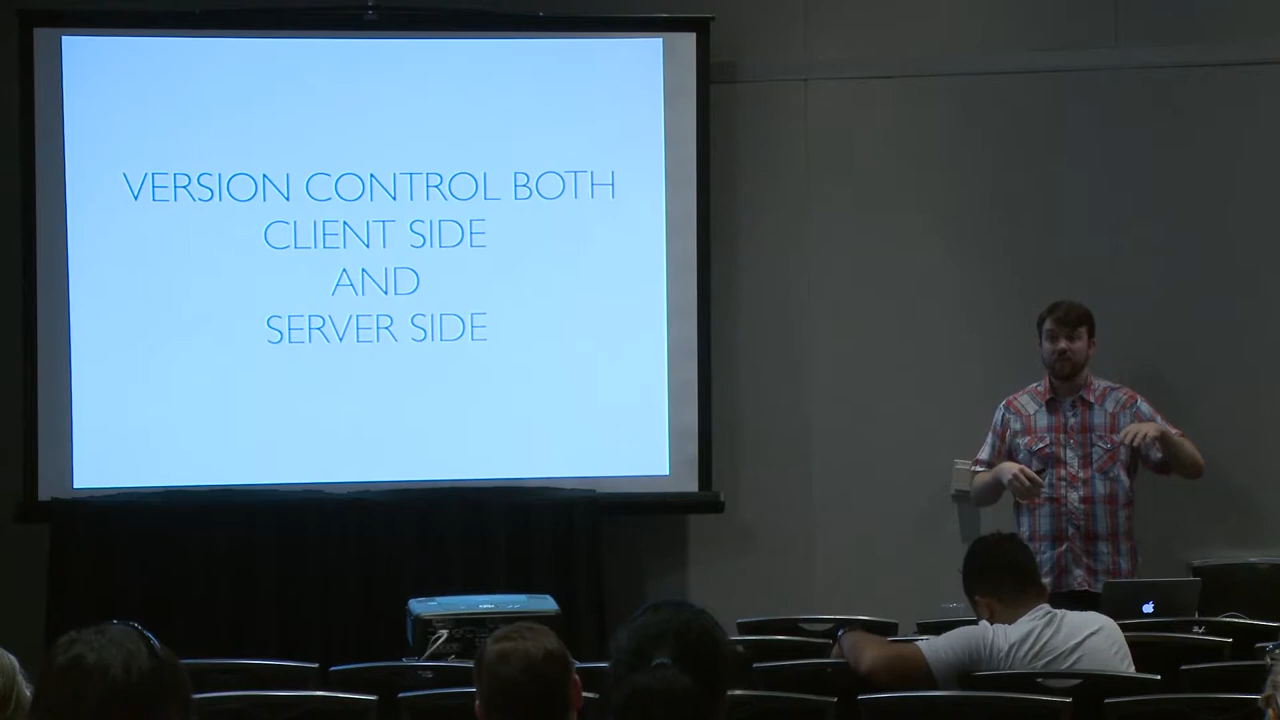 VERSION CONTROL BOTH
CLIENT SIDE
AND
SERVER SIDE